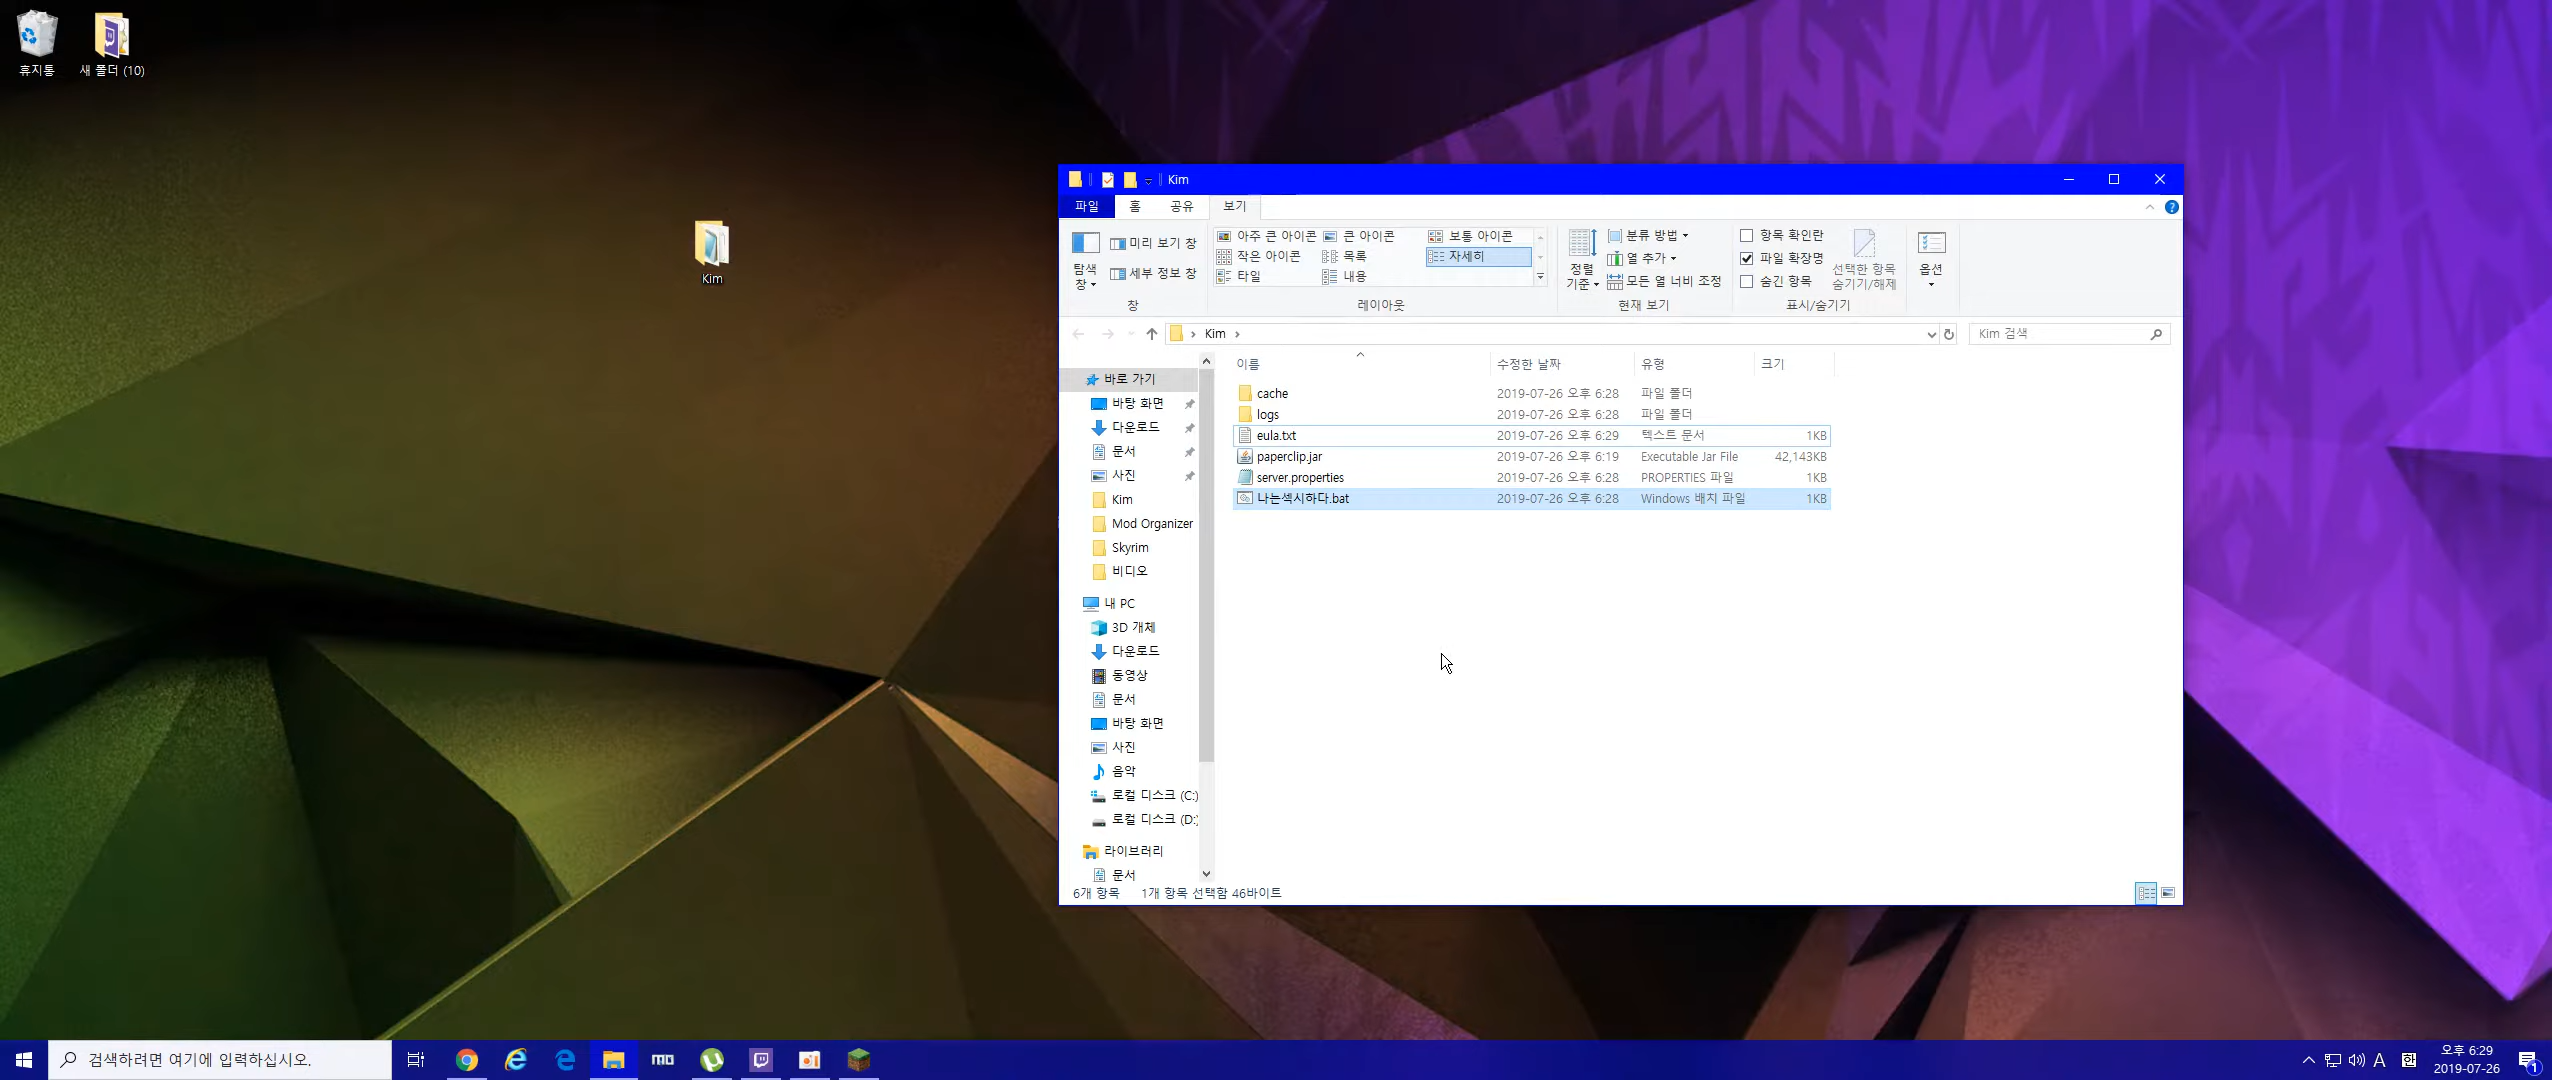 휴지통
새 폴더 (10)
Kim
Kim
파일 홈 공유 보기
탐색 창
미리 보기 창
세부 정보 창
창
아주 큰 아이콘 큰 아이콘 보통 아이콘
작은 아이콘 목록 자세히
타일 내용
레이아웃
정렬 기준
분류 방법
열 추가
모든 열 너비 조정
현재 보기
항목 확인란
파일 확장명
숨긴 항목
선택한 항목 숨기기/해제
표시/숨기기
옵션
Kim
Kim 검색
이름 수정한 날짜 유형 크기
cache 2019-07-26 오후 6:28 파일 폴더
logs 2019-07-26 오후 6:28 파일 폴더
eula.txt 2019-07-26 오후 6:29 텍스트 문서 1KB
paperclip.jar 2019-07-26 오후 6:19 Executable Jar File 42,143KB
server.properties 2019-07-26 오후 6:28 PROPERTIES 파일 1KB
나는섹시하다.bat 2019-07-26 오후 6:28 Windows 배치 파일 1KB
바로 가기
바탕 화면
다운로드
문서
사진
Kim
Mod Organizer
Skyrim
비디오
내 PC
3D 개체
다운로드
동영상
문서
바탕 화면
사진
음악
로컬 디스크 (C:)
로컬 디스크 (D:)
라이브러리
문서
6개 항목 1개 항목 선택함 46바이트
검색하려면 여기에 입력하십시오.
MO
A 한
오후 6:29
2019-07-26
1